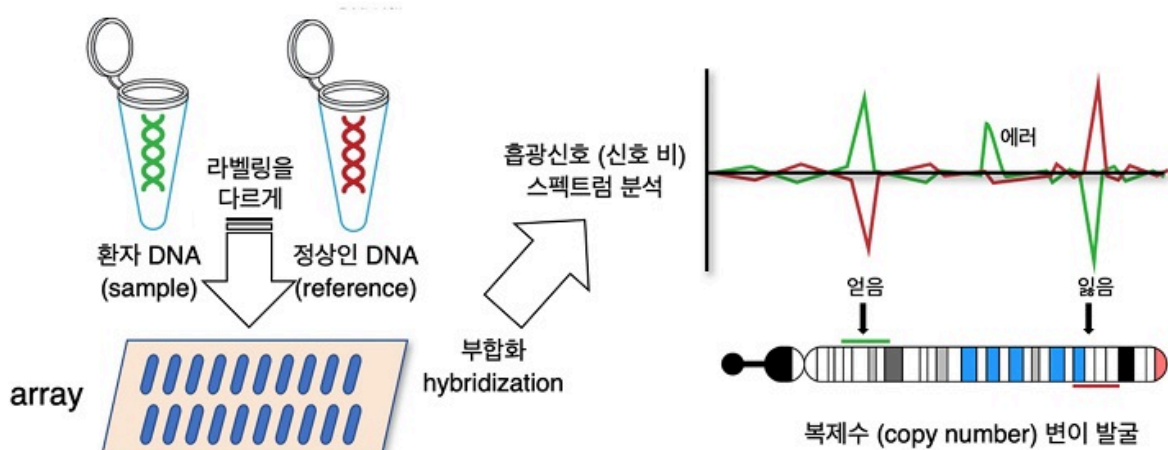 라벨링을
다르게
환자 DNA
(sample)
정상인 DNA
(reference)
array
부합화
hybridization
흡광신호 (신호 비)
스펙트럼 분석
에러
얻음
잃음
복제수 (copy number) 변이 발굴